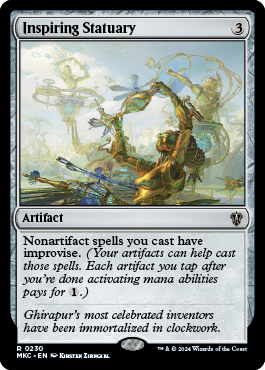 Inspiring Statuary 3
Artifact
Nonartifact spells you cast have
improvise. (Your artifacts can help cast
those spells. Each artifact you tap after
you're done activating mana abilities
pays for 1.)
Ghirapur's most celebrated inventors
have been immortalized in clockwork.
R 0230
MKC • EN KIRSTEN ZIRNGIBL
™ & © 2024 Wizards of the Coast